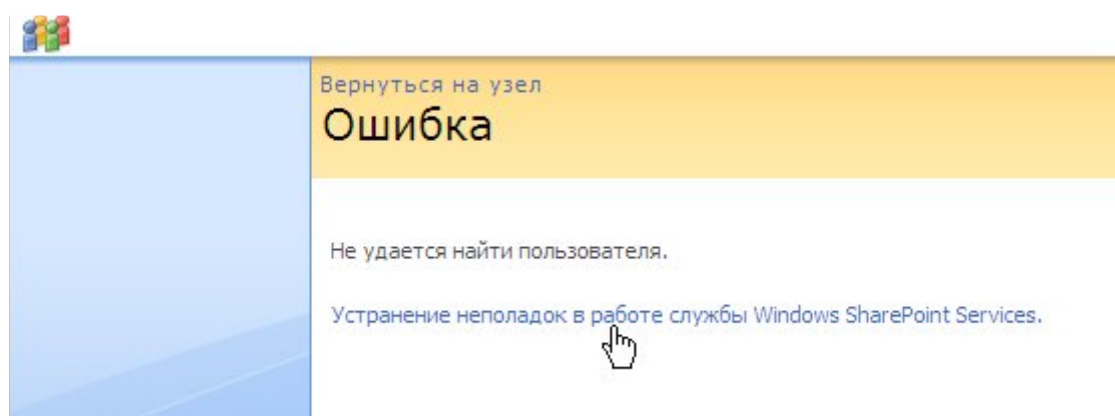 Вернуться на узел
Ошибка
Не удается найти пользователя.
Устранение неполадок в работе службы Windows SharePoint Services.